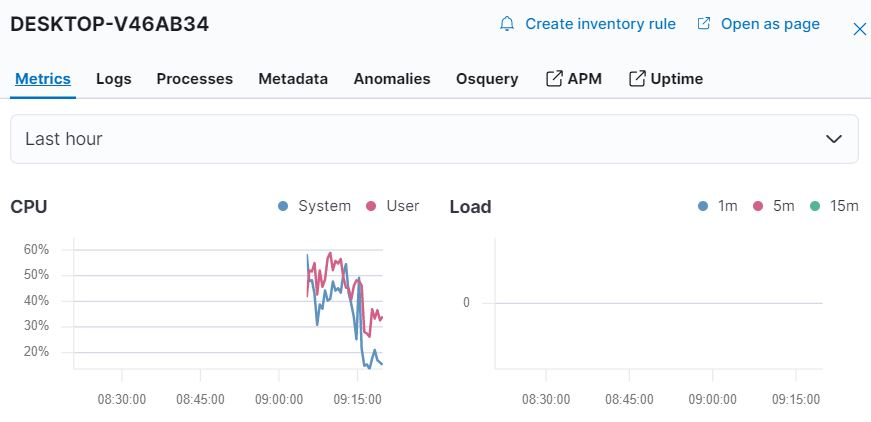 DESKTOP-V46AB34 Create inventory rule Open as page
Metrics Logs Processes Metadata Anomalies Osquery APM Uptime
Last hour
CPU System User
60%
50%
40%
30%
20%
08:30:00 08:45:00 09:00:00 09:15:00
Load 1m 5m 15m
0
08:30:00 08:45:00 09:00:00 09:15:00